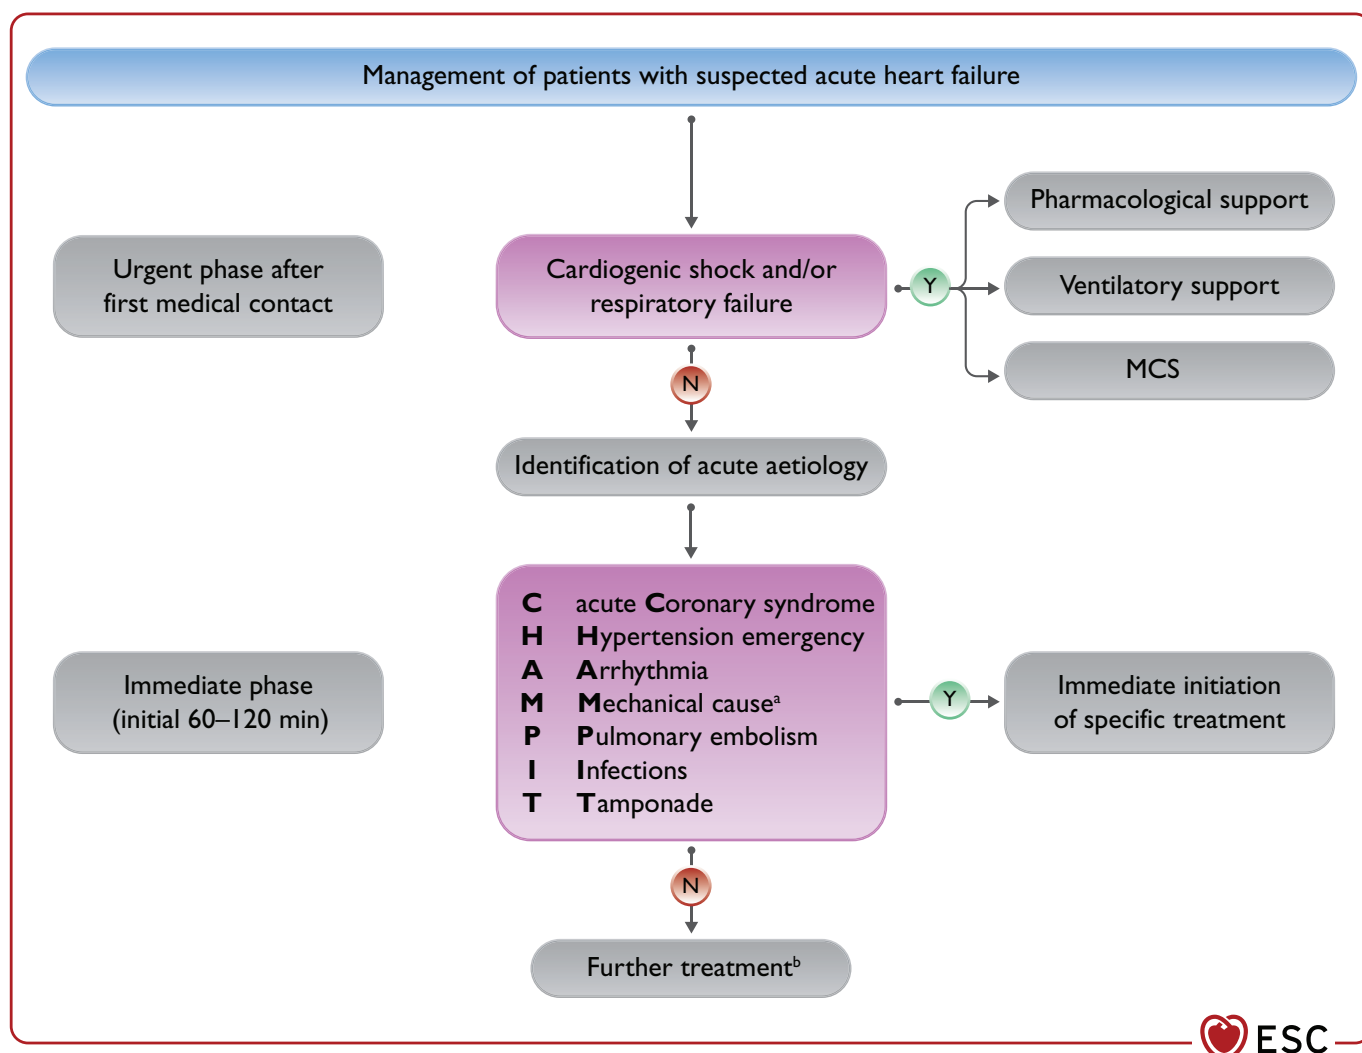 Management of patients with suspected acute heart failure
Urgent phase after
first medical contact
Cardiogenic shock and/or
respiratory failure
Y
Pharmacological support
Ventilatory support
MCS
N
Identification of acute aetiology
Immediate phase
(initial 60–120 min)
C acute Coronary syndrome
H Hypertension emergency
A Arrhythmia
M Mechanical causeᵃ
P Pulmonary embolism
I Infections
T Tamponade
Y
Immediate initiation
of specific treatment
N
Further treatmentᵇ
ESC